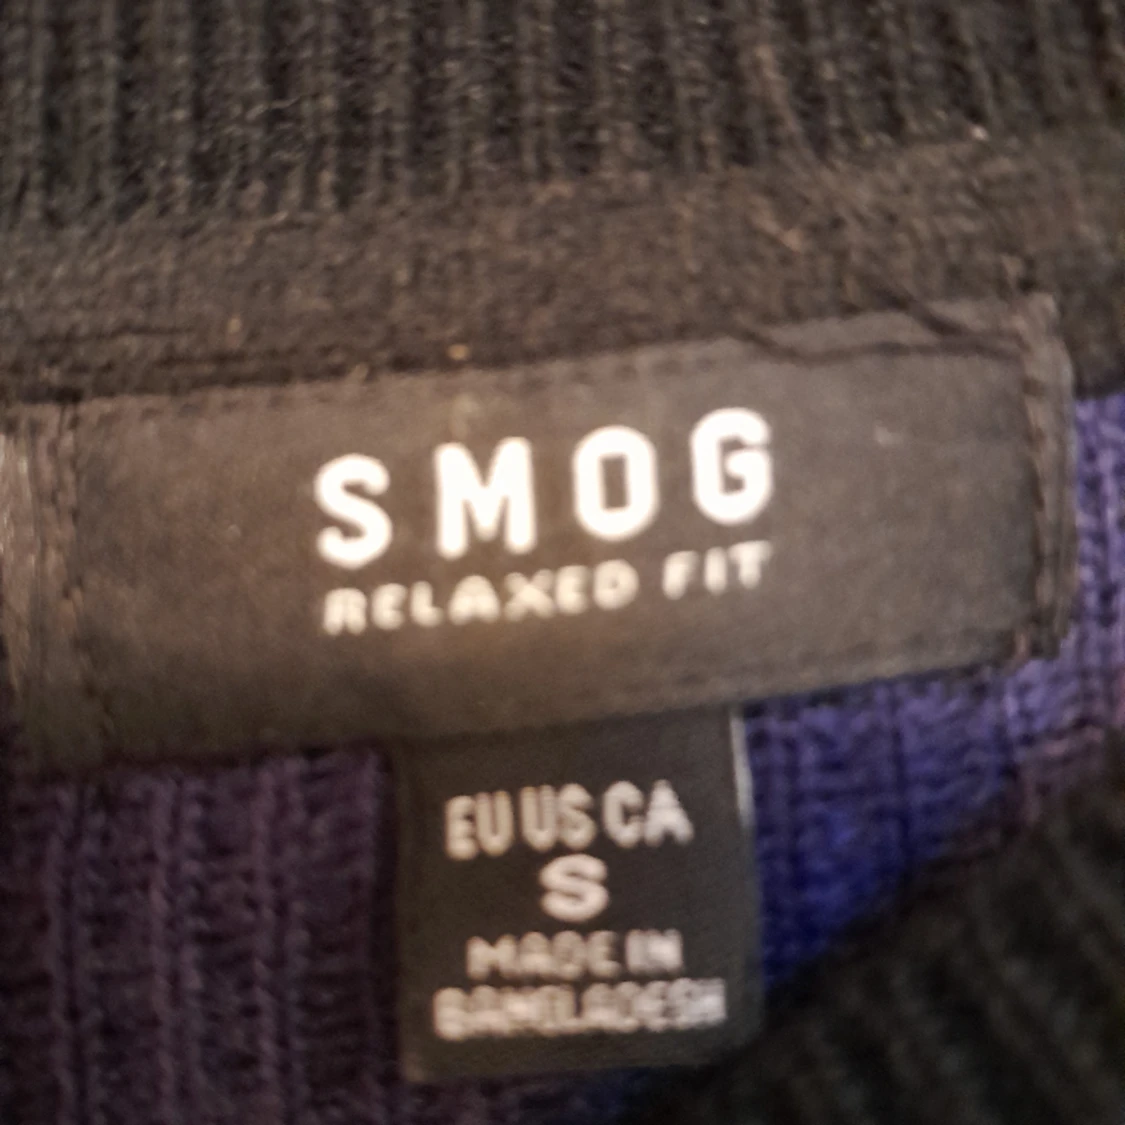 SMOG
RELAXED FIT
EU US CA
S
MADE IN
BANGLADESH